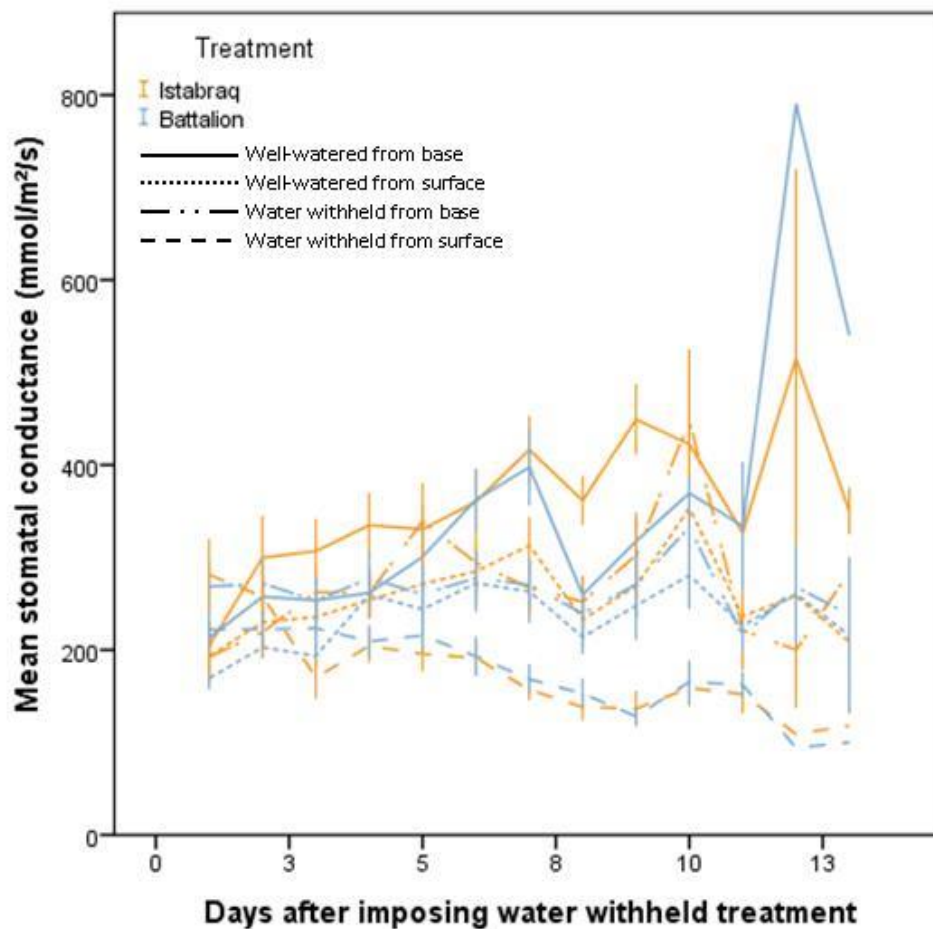 Treatment
Istabraq
Battalion
Well-watered from base
Well-watered from surface
Water withheld from base
Water withheld from surface
Mean stomatal conductance (mmol/m²/s)
800
600
400
200
0
0 3 5 8 10 13
Days after imposing water withheld treatment